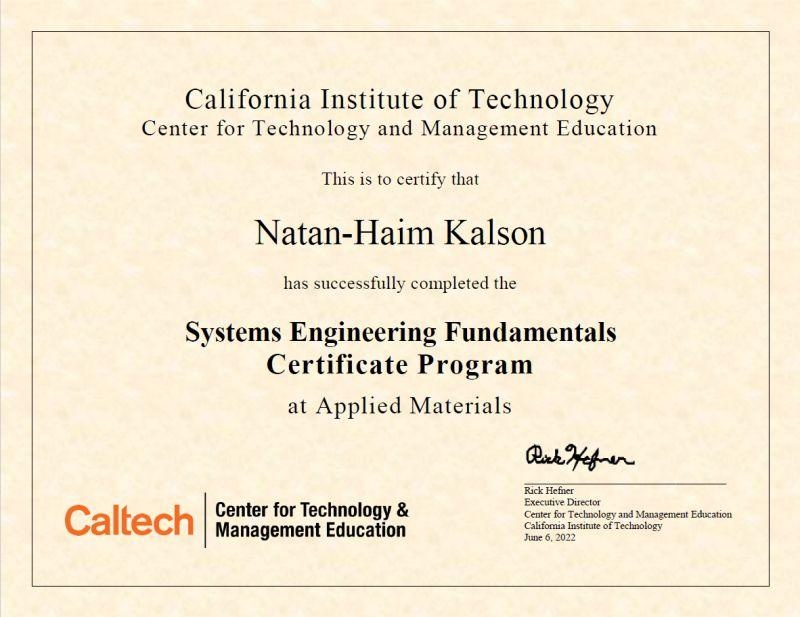 California Institute of Technology
Center for Technology and Management Education
This is to certify that
Natan-Haim Kalson
has successfully completed the
Systems Engineering Fundamentals
Certificate Program
at Applied Materials
Rick Hefner
Rick Hefner
Executive Director
Center for Technology and Management Education
California Institute of Technology
June 6, 2022
Caltech
Center for Technology &
Management Education